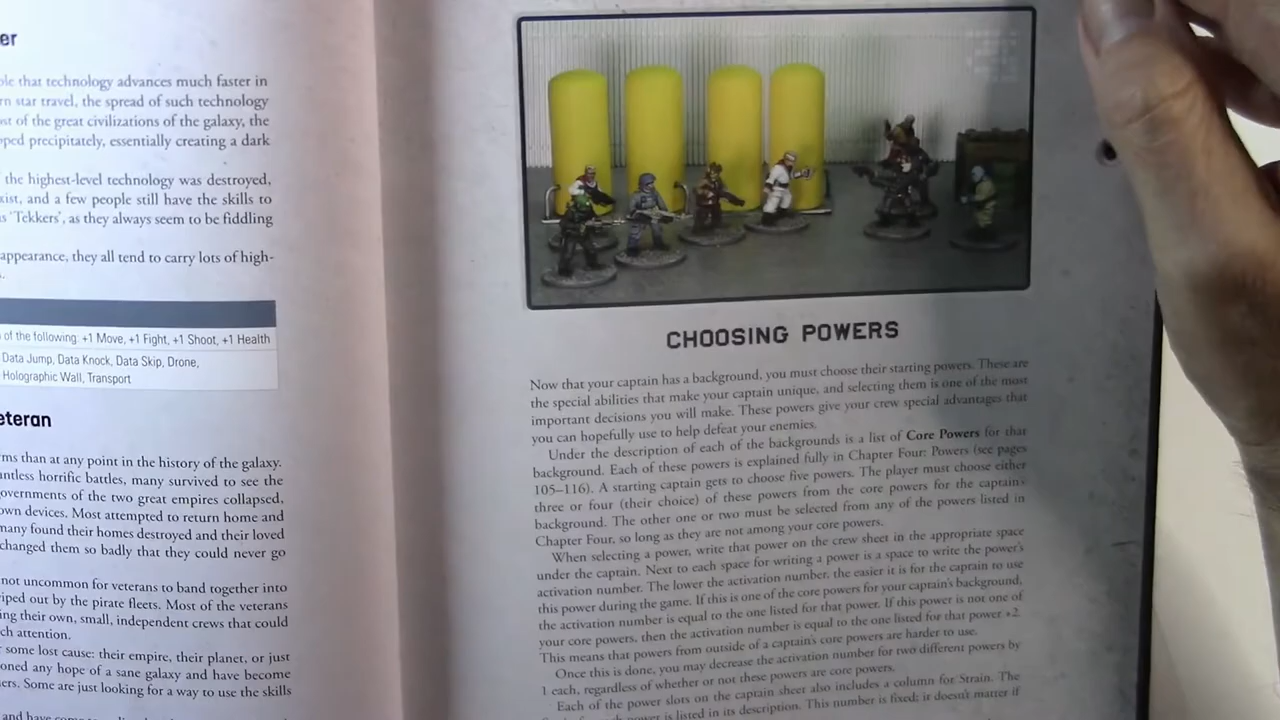 er
ple that technology advances much faster in
rn star travel, the spread of such technology
st of the great civilizations of the galaxy, the
pped precipitately, essentially creating a dark
the highest-level technology was destroyed,
xist, and a few people still have the skills to
s 'Tekkers', as they always seem to be fiddling
appearance, they all tend to carry lots of high-
of the following: +1 Move, +1 Fight, +1 Shoot, +1 Health
Data Jump, Data Knock, Data Skip, Drone,
Holographic Wall, Transport
eteran
rms than at any point in the history of the galaxy.
ntless horrific battles, many survived to see the
overnments of the two great empires collapsed,
own devices. Most attempted to return home and
many found their homes destroyed and their loved
changed them so badly that they could never go
not uncommon for veterans to band together into
iped out by the pirate fleets. Most of the veterans
ing their own, small, independent crews that could
ch attention.
some lost cause: their empire, their planet, or just
oned any hope of a sane galaxy and have become
ers. Some are just looking for a way to use the skills
and have
CHOOSING POWERS
Now that your captain has a background, you must choose their starting powers. These are
the special abilities that make your captain unique, and selecting them is one of the most
important decisions you will make. These powers give your crew special advantages that
you can hopefully use to help defeat your enemies.
Under the description of each of the backgrounds is a list of Core Powers for that
background. Each of these powers is explained fully in Chapter Four: Powers (see pages
105–116). A starting captain gets to choose five powers. The player must choose either
three or four (their choice) of these powers from the core powers for the captain's
background. The other one or two must be selected from any of the powers listed in
Chapter Four, so long as they are not among your core powers.
When selecting a power, write that power on the crew sheet in the appropriate space
under the captain. Next to each space for writing a power is a space to write the power's
activation number. The lower the activation number, the easier it is for the captain to use
this power during the game. If this is one of the core powers for your captain's background,
the activation number is equal to the one listed for that power. If this power is not one of
your core powers, then the activation number is equal to the one listed for that power +2.
This means that powers from outside of a captain's core powers are harder to use.
Once this is done, you may decrease the activation number for two different powers by
1 each, regardless of whether or not these powers are core powers.
Each of the power slots on the captain sheet also includes a column for Strain. The
power is listed in its description. This number is fixed; it doesn't matter if